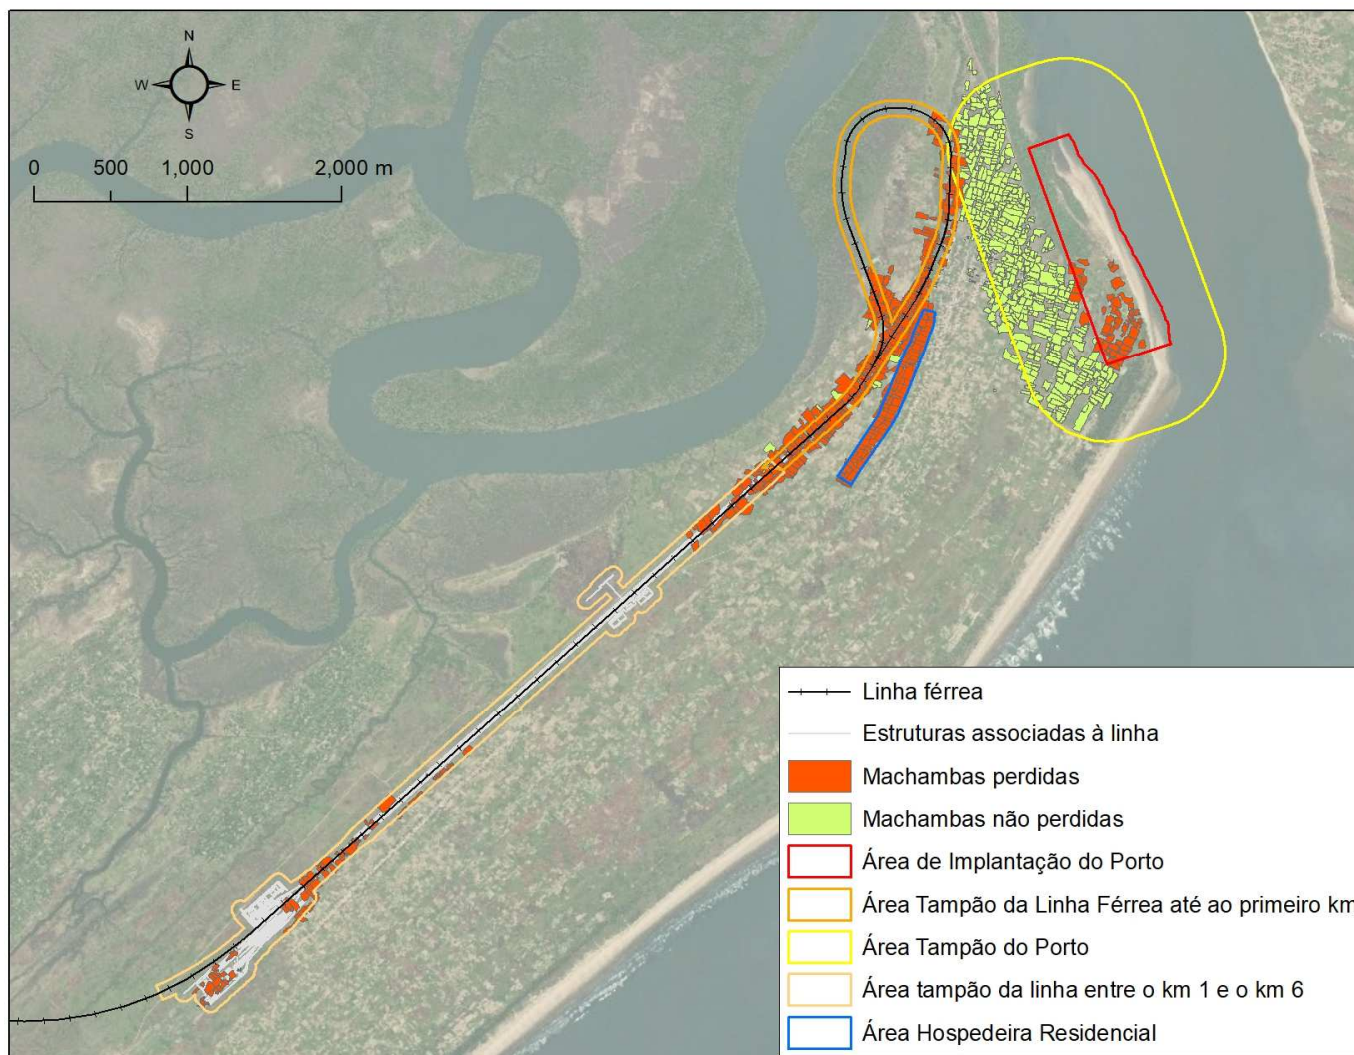 N
W E
S
0 500 1,000 2,000 m
Linha férrea
Estruturas associadas à linha
Machambas perdidas
Machambas não perdidas
Área de Implantação do Porto
Área Tampão da Linha Férrea até ao primeiro km
Área Tampão do Porto
Área tampão da linha entre o km 1 e o km 6
Área Hospedeira Residencial